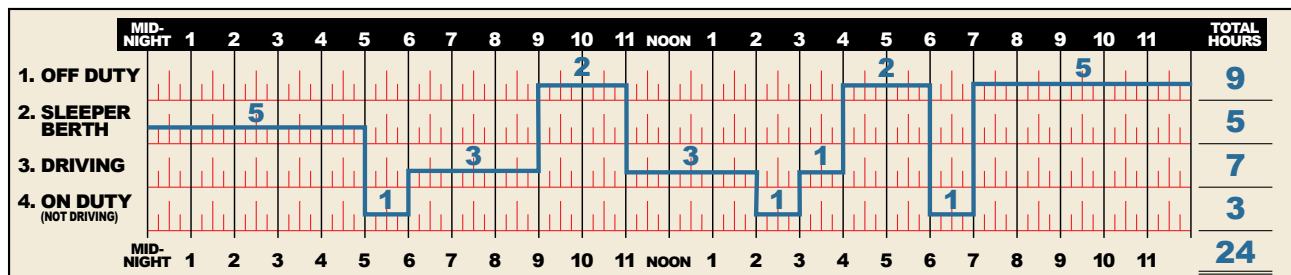 MID-NIGHT 1 2 3 4 5 6 7 8 9 10 11 NOON 1 2 3 4 5 6 7 8 9 10 11 TOTAL HOURS
1. OFF DUTY 2 2 5 9
2. SLEEPER BERTH 5 5
3. DRIVING 3 3 1 7
4. ON DUTY (NOT DRIVING) 1 1 1 3
MID-NIGHT 1 2 3 4 5 6 7 8 9 10 11 NOON 1 2 3 4 5 6 7 8 9 10 11 24